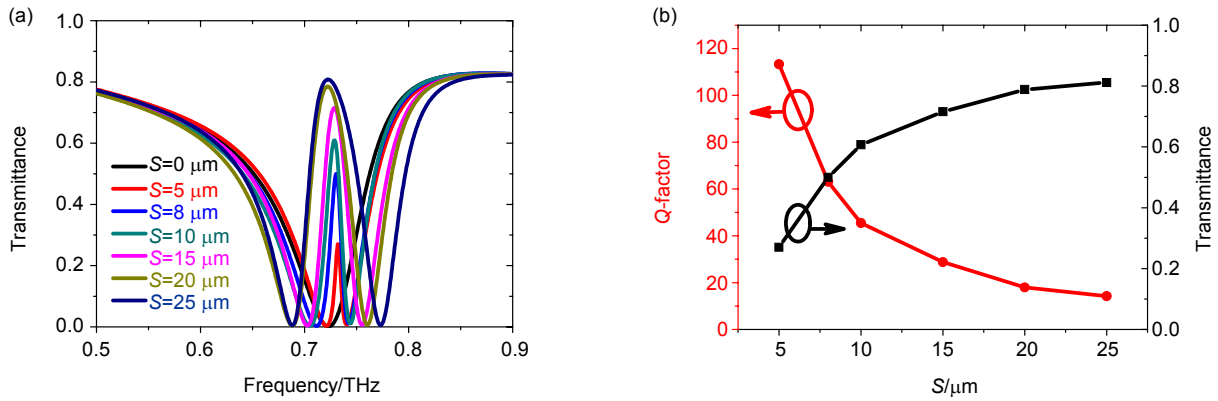 (a)
1.0
0.8
0.6
0.4
0.2
0.0
Transmittance
S=0 μm
S=5 μm
S=8 μm
S=10 μm
S=15 μm
S=20 μm
S=25 μm
0.5 0.6 0.7 0.8 0.9
Frequency/THz
(b)
120
100
80
60
40
20
0
Q-factor
1.0
0.8
0.6
0.4
0.2
0.0
Transmittance
5 10 15 20 25
S/μm